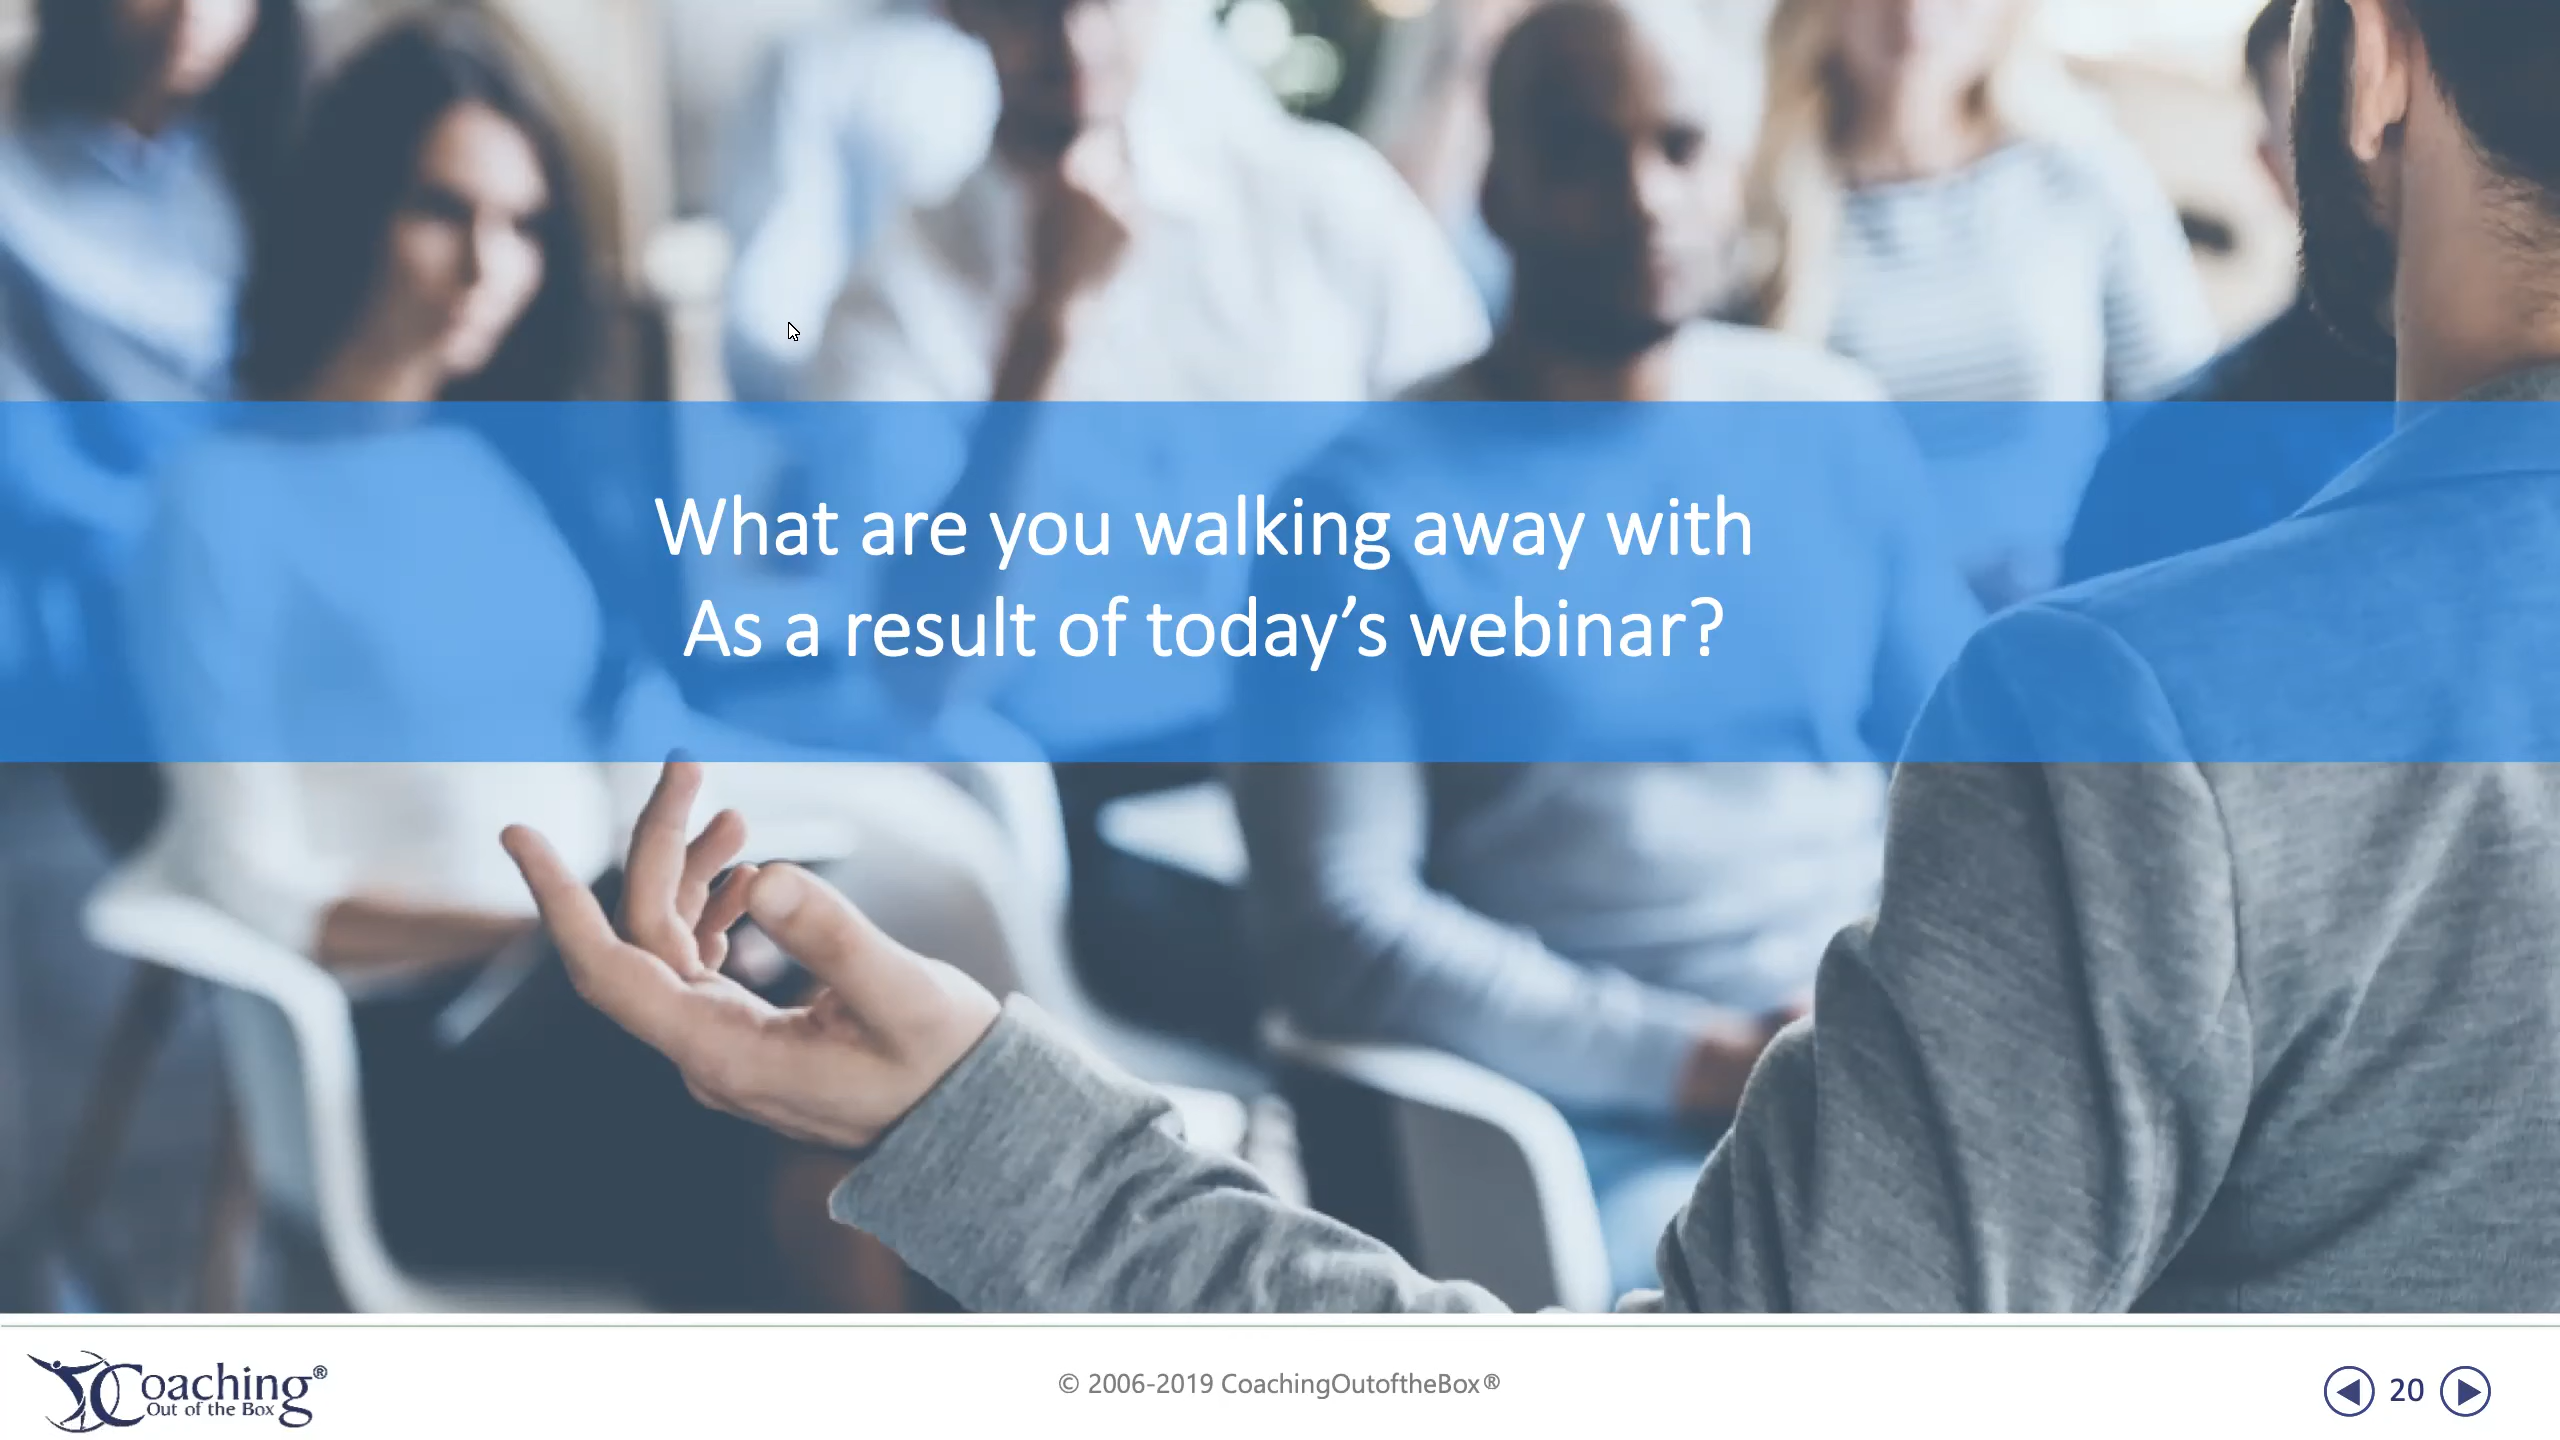 What are you walking away with
As a result of today’s webinar?
Coaching®
Out of the Box
© 2006-2019 CoachingOutoftheBox®
20